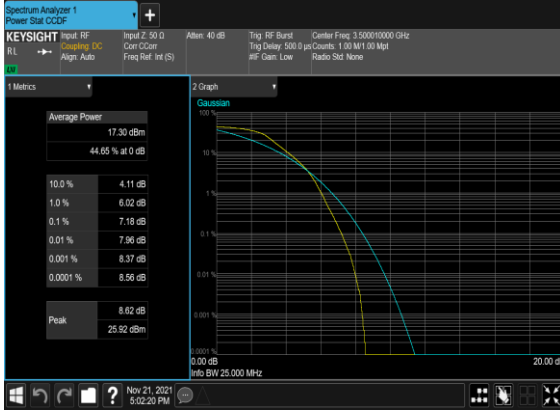 Spectrum Analyzer 1
Power Stat CCDF
+
KEYSIGHT
RL
Input: RF
Coupling: DC
Align: Auto
Input Z: 50 Ω
Corr CCorr
Freq Ref: Int (S)
Atten: 40 dB
Trig: RF Burst
Trig Delay: 500.0 µs
#IF Gain: Low
Center Freq: 3.500010000 GHz
Counts: 1.00 M/1.00 Mpt
Radio Std: None
1 Metrics
2 Graph
Average Power
17.30 dBm
44.65 % at 0 dB
10.0 % 4.11 dB
1.0 % 6.02 dB
0.1 % 7.18 dB
0.01 % 7.96 dB
0.001 % 8.37 dB
0.0001 % 8.56 dB
Peak
8.62 dB
25.92 dBm
Gaussian
100 %
10 %
1 %
0.1 %
0.01 %
0.001 %
0.0001 %
0.00 dB
20.00 d
Info BW 25.000 MHz
?
Nov 21, 2021
5:02:20 PM